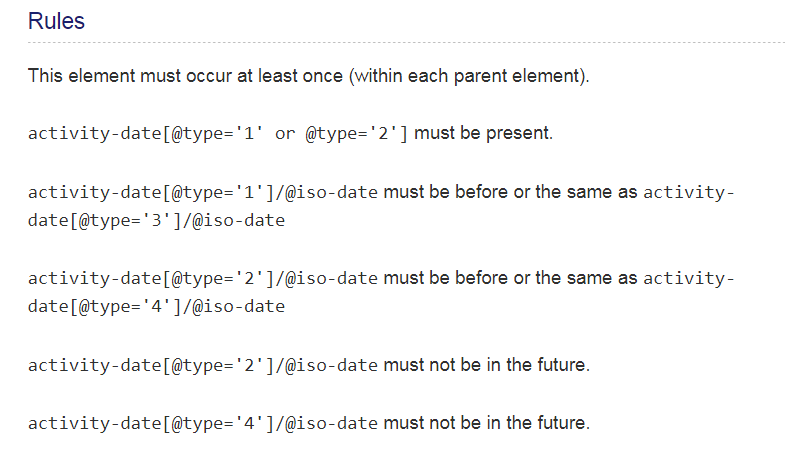 Rules
This element must occur at least once (within each parent element).
activity-date[@type='1' or @type='2'] must be present.
activity-date[@type='1']/@iso-date must be before or the same as activity-
date[@type='3']/@iso-date
activity-date[@type='2']/@iso-date must be before or the same as activity-
date[@type='4']/@iso-date
activity-date[@type='2']/@iso-date must not be in the future.
activity-date[@type='4']/@iso-date must not be in the future.